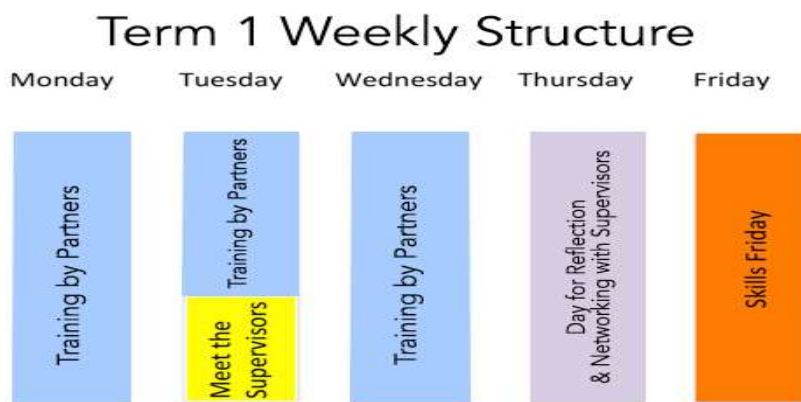 Term 1 Weekly Structure
Monday Tuesday Wednesday Thursday Friday
Training by Partners
Training by Partners
Meet the
Supervisors
Training by Partners
Day for Reflection
& Networking with Supervisors
Skills Friday